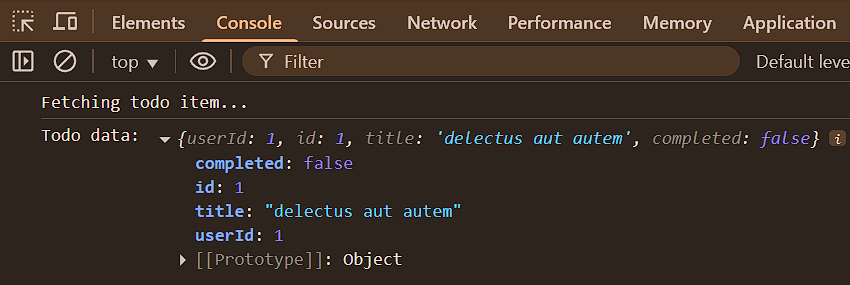 Elements Console Sources Network Performance Memory Application
top Filter Default leve
Fetching todo item...
Todo data: {userId: 1, id: 1, title: 'delectus aut autem', completed: false} i
completed: false
id: 1
title: "delectus aut autem"
userId: 1
[[Prototype]]: Object